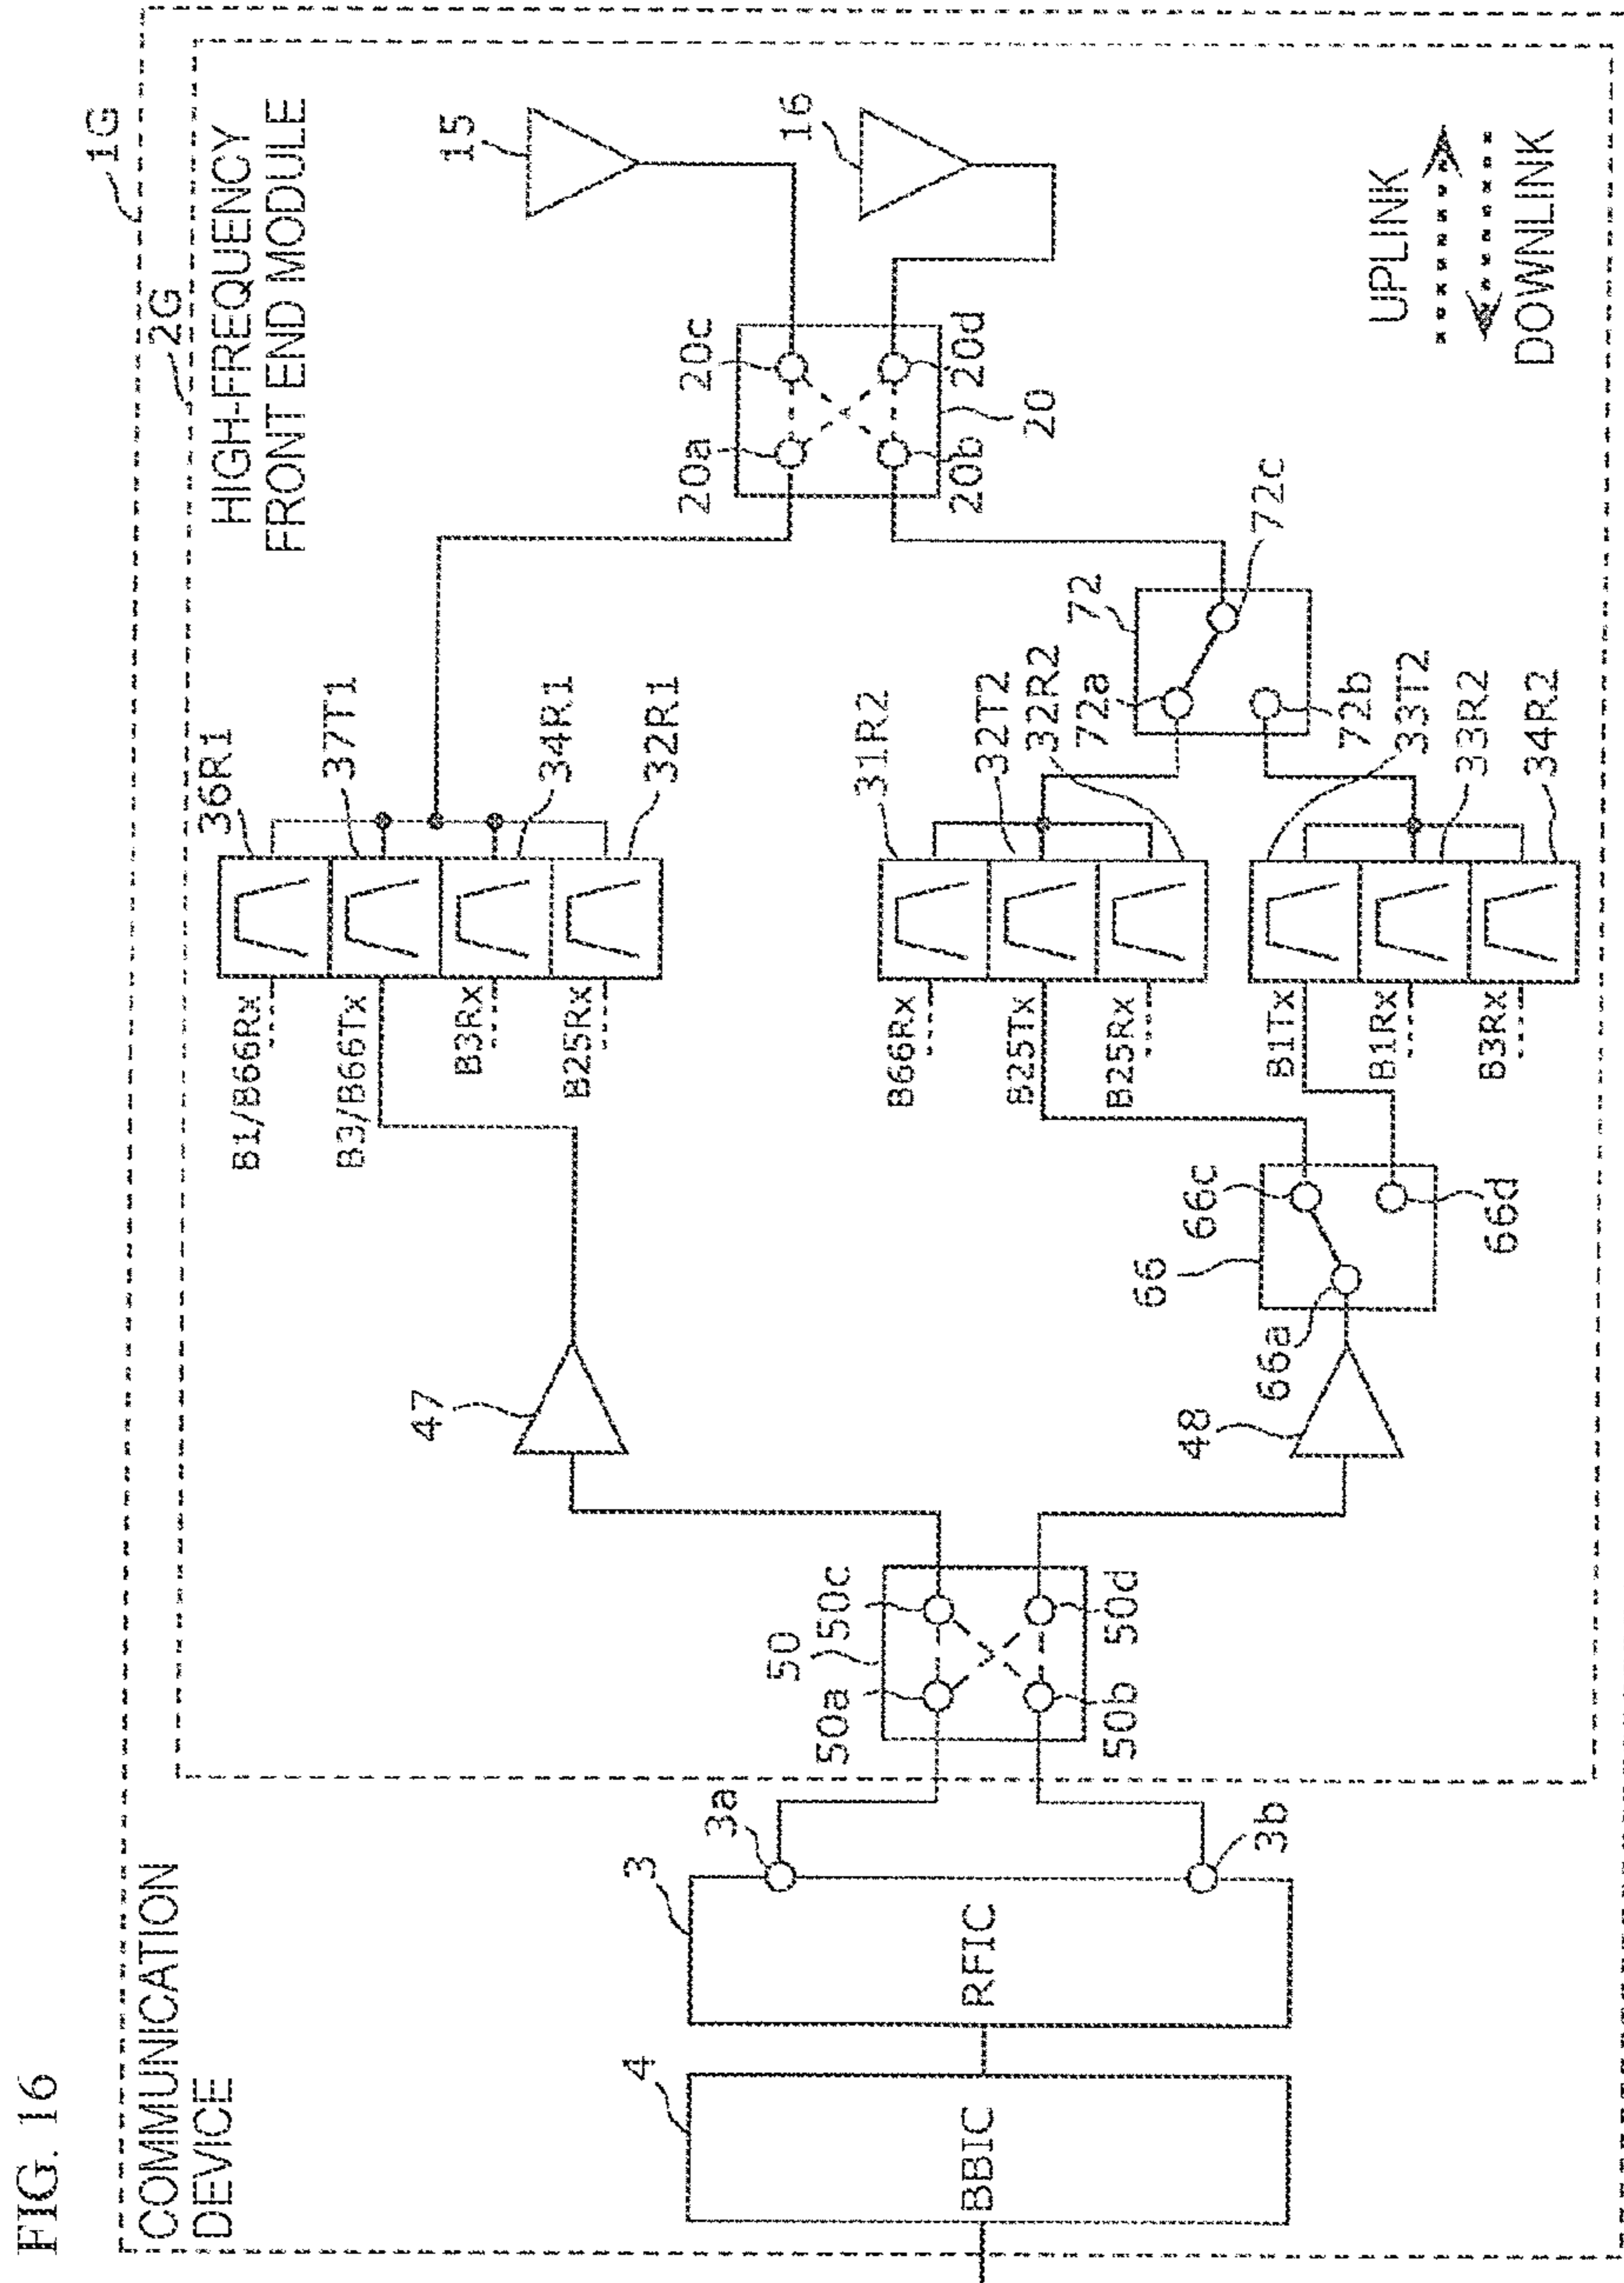 FIG. 16
COMMUNICATION
DEVICE
1G
2G
HIGH-FREQUENCY
FRONT END MODULE
4
BBIC
3
RFIC
3a
3b
50
50a
50c
50b
50d
47
48
66
66a
66c
66d
B1/B66Rx
B3/B66Tx
B3Rx
B25Rx
36R1
37T1
34R1
32R1
B66Rx
B25Tx
B25Rx
31R2
32T2
32R2
B1Tx
B1Rx
B3Rx
33T2
33R2
34R2
72
72a
72b
72c
20a
20c
20b
20d
20
15
16
UPLINK
DOWNLINK